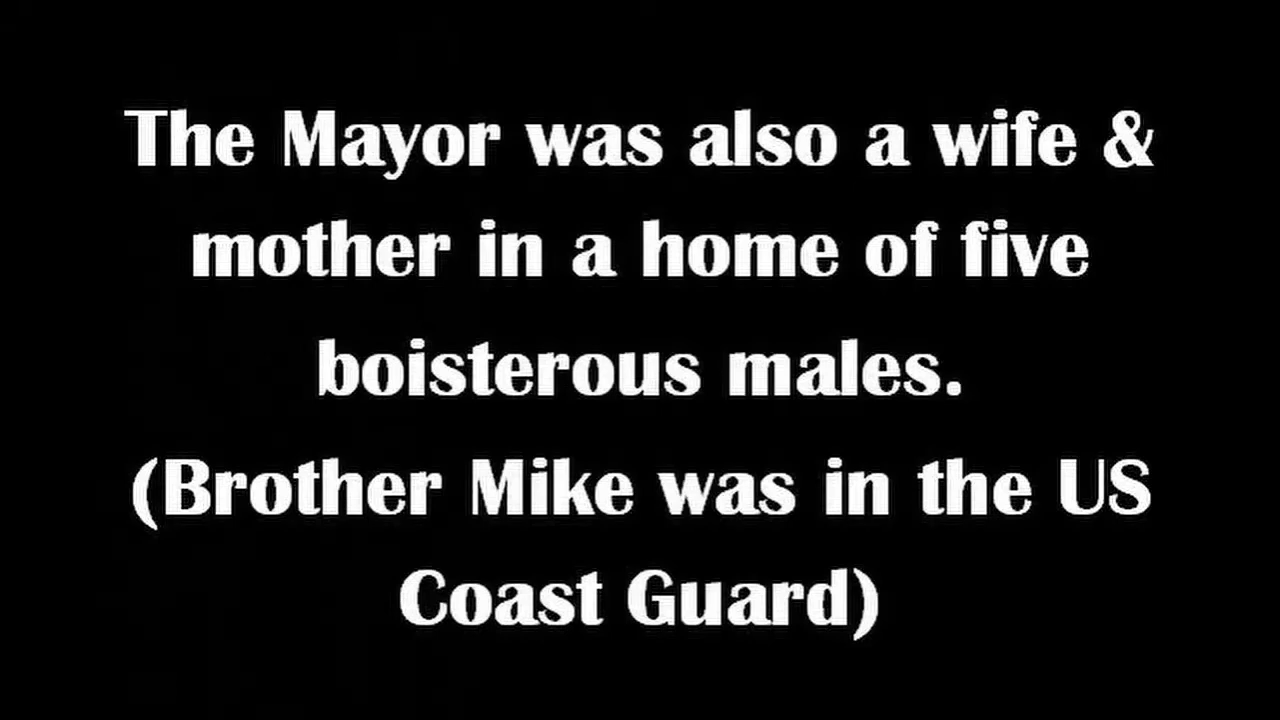 The Mayor was also a wife &
mother in a home of five
boisterous males.
(Brother Mike was in the US
Coast Guard)